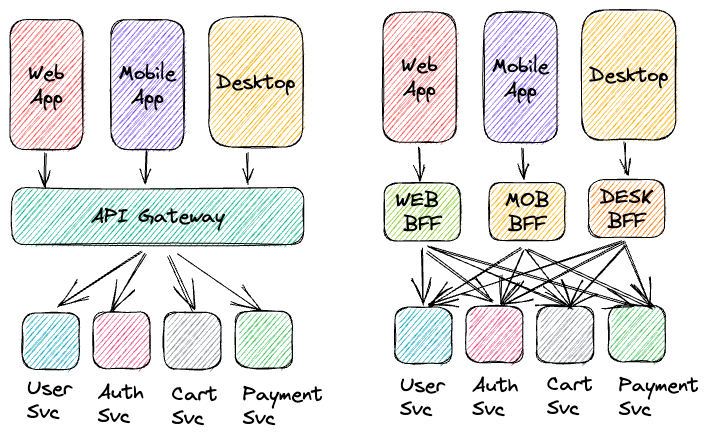 Web
App
Mobile
App
Desktop
API Gateway
User
Svc
Auth
Svc
Cart
Svc
Payment
Svc
Web
App
Mobile
App
Desktop
WEB
BFF
MOB
BFF
DESK
BFF
User
Svc
Auth
Svc
Cart
Svc
Payment
Svc